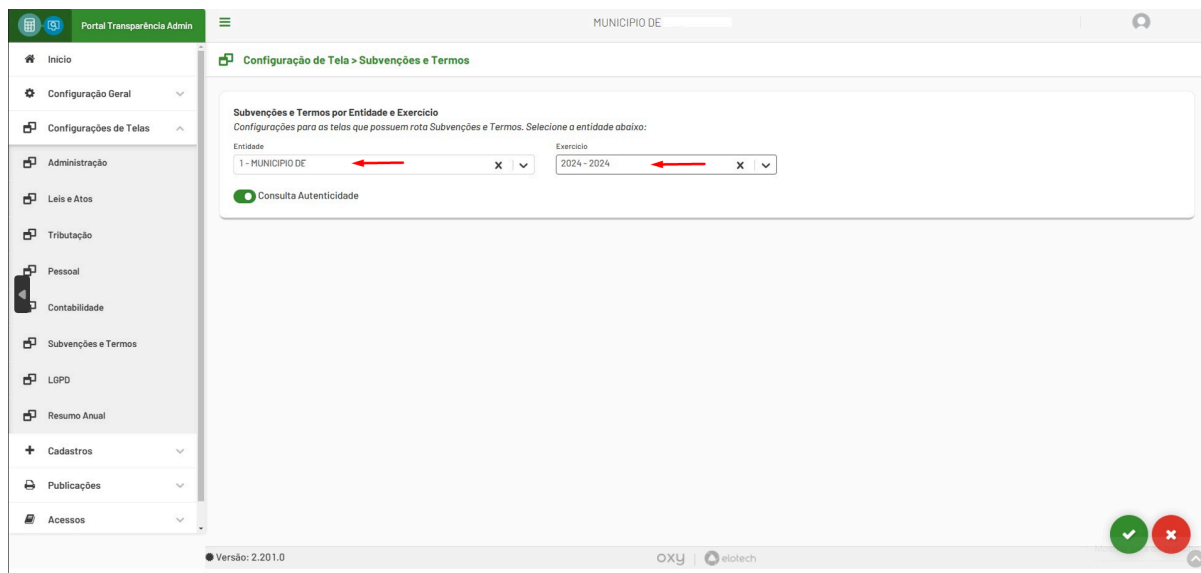 Portal Transparência Admin
MUNICIPIO DE
Início
Configuração Geral
Configurações de Telas
Administração
Leis e Atos
Tributação
Pessoal
Contabilidade
Subvenções e Termos
LGPD
Resumo Anual
Cadastros
Publicações
Acessos
Configuração de Tela > Subvenções e Termos
Subvenções e Termos por Entidade e Exercício
Configurações para as telas que possuem rota Subvenções e Termos. Selecione a entidade abaixo:
Entidade
Exercício
1 - MUNICIPIO DE
2024 - 2024
Consulta Autenticidade
Versão: 2.201.0
oxy | elotech